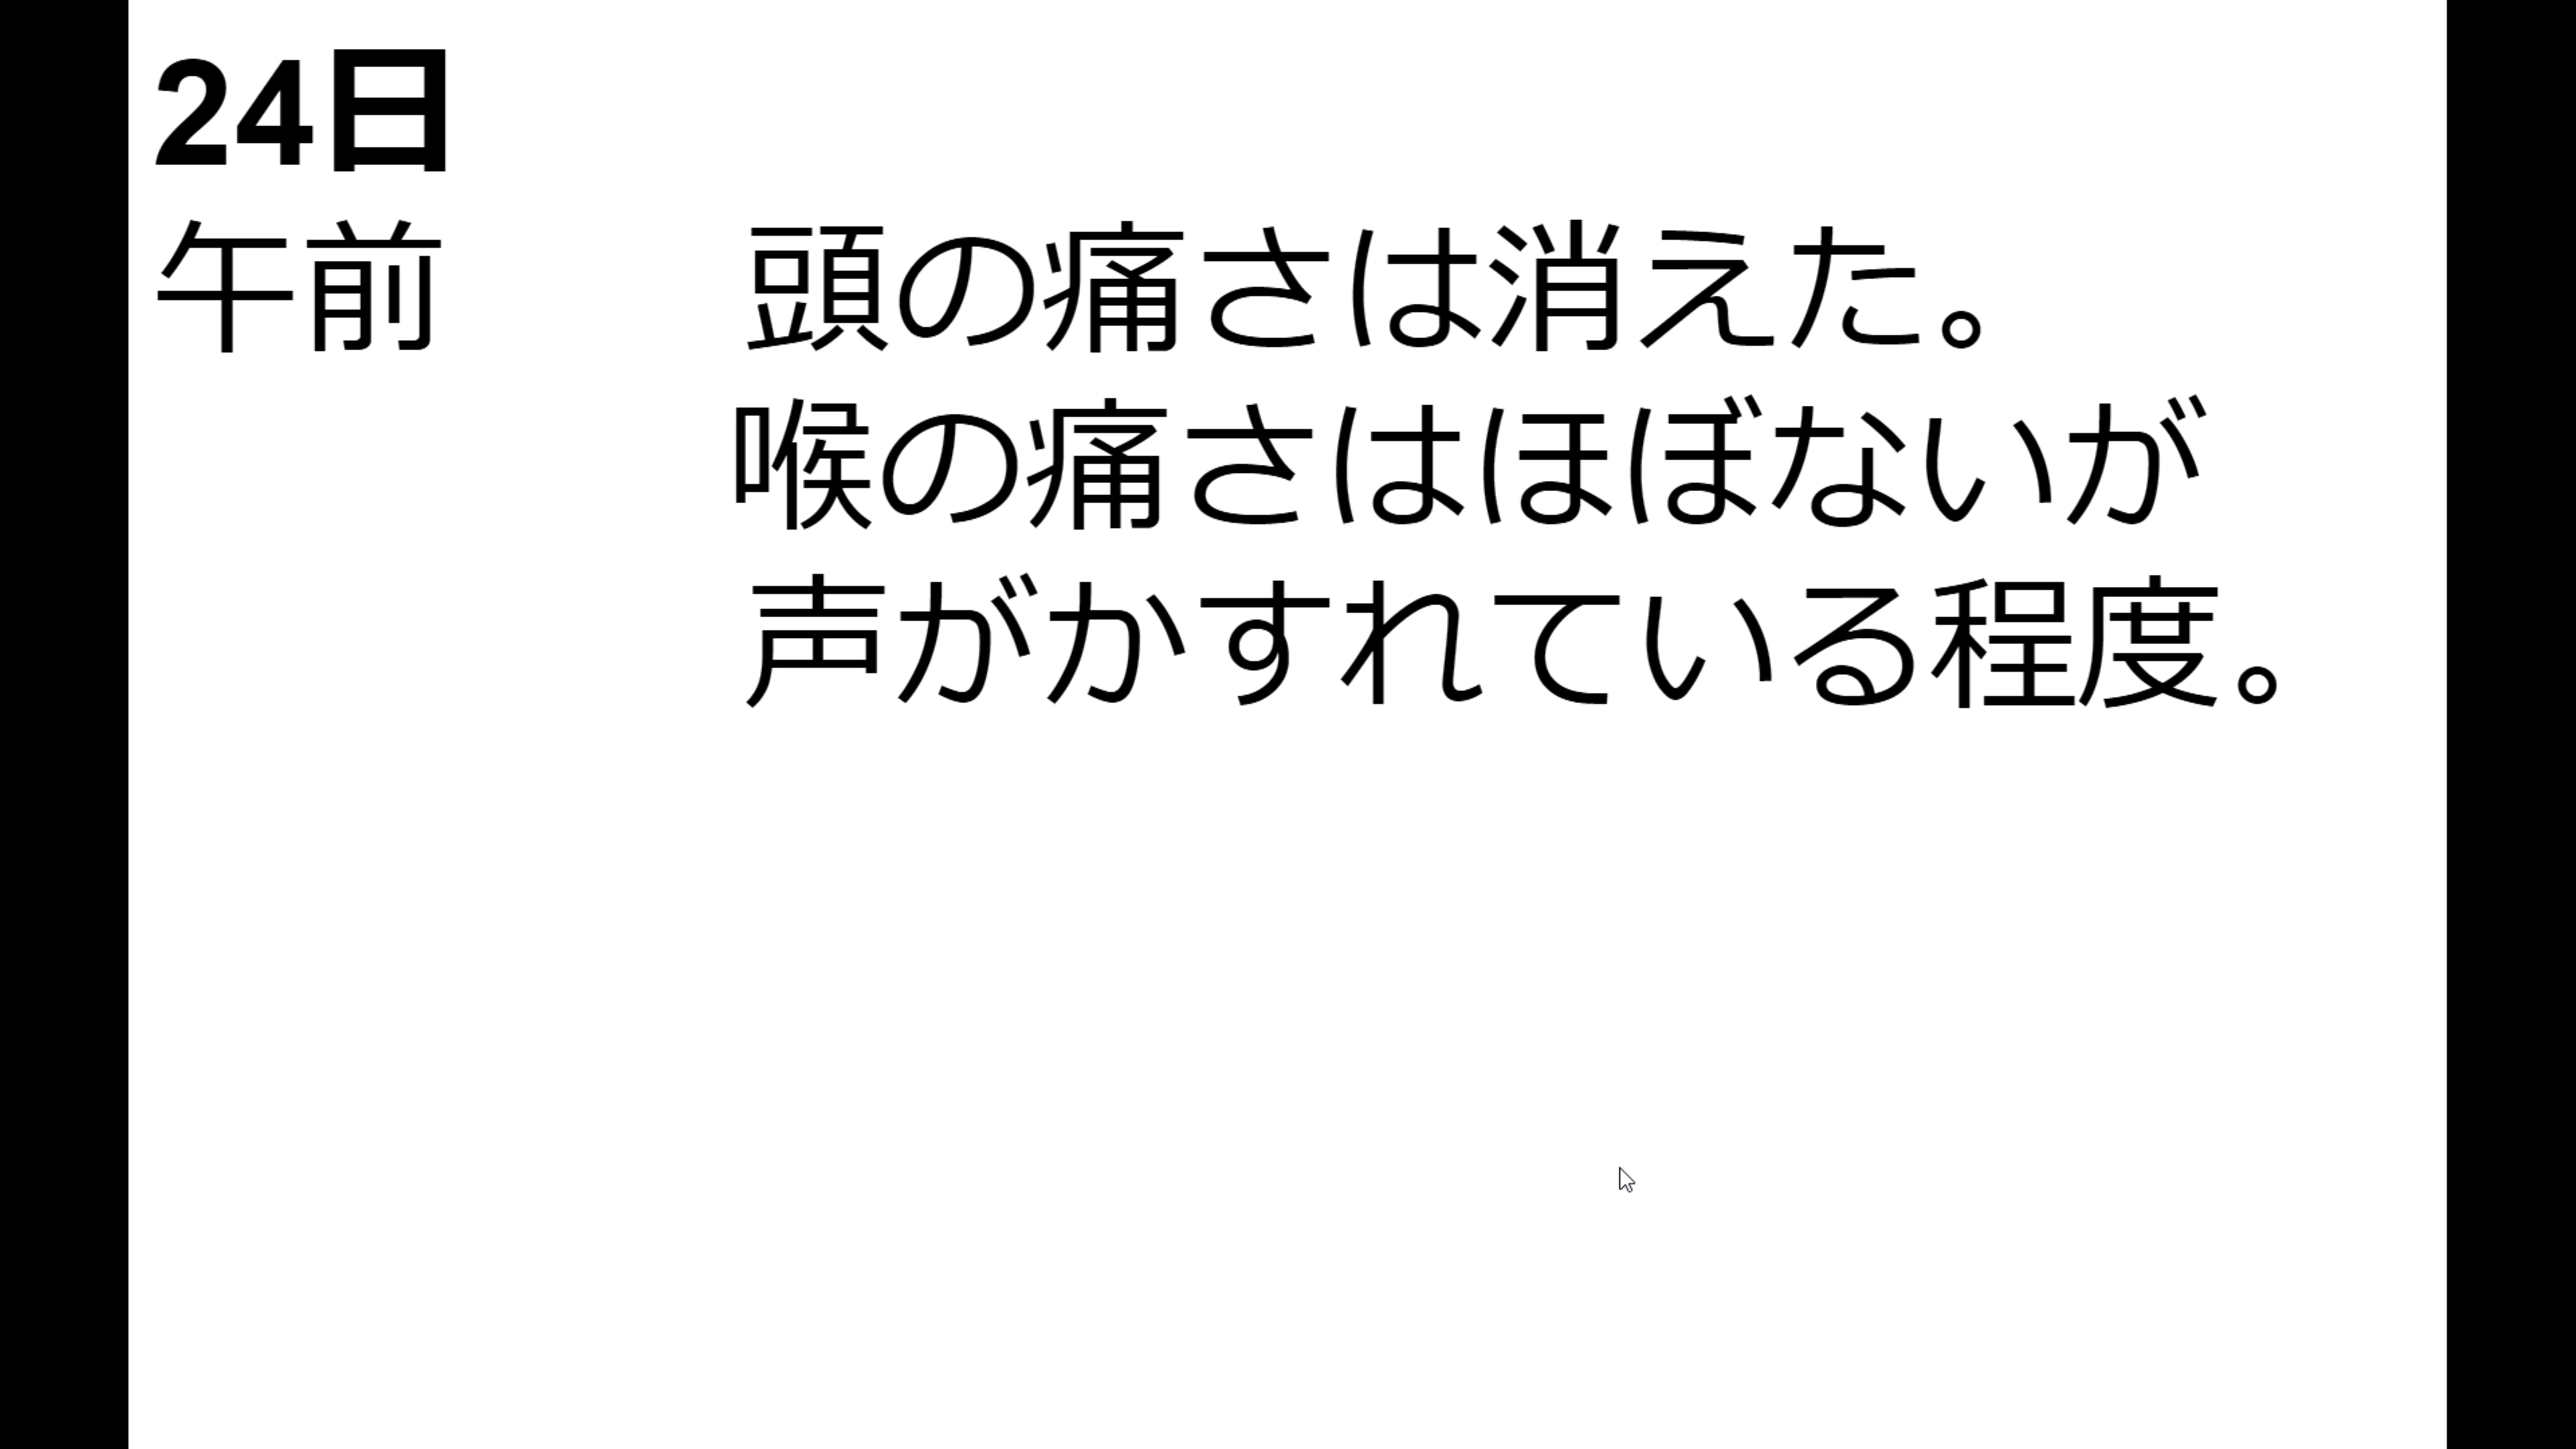 24日
午前 頭の痛さは消えた。
喉の痛さはほぼないが
声がかすれている程度。